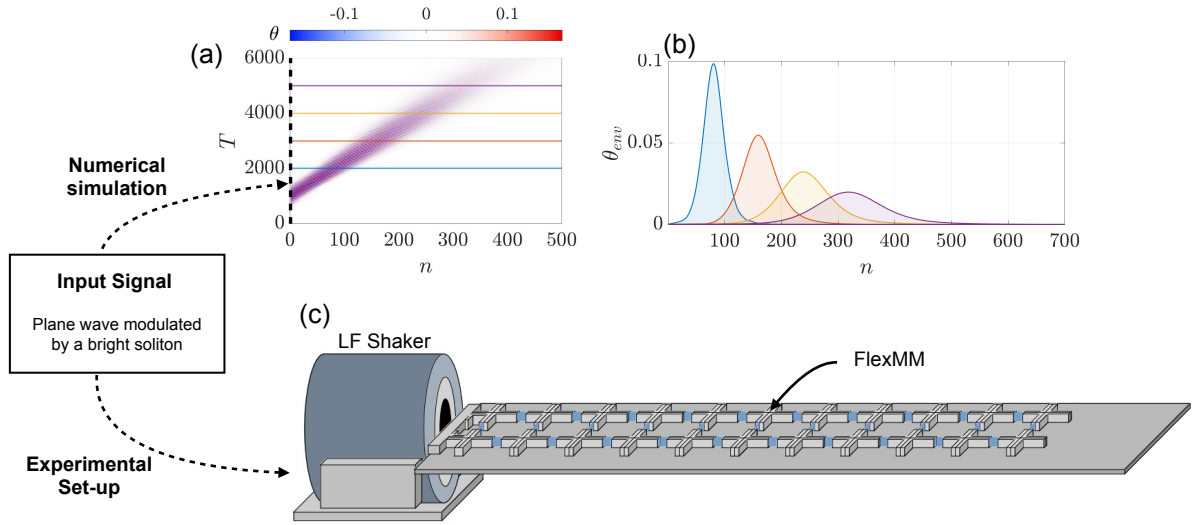 -0.1 0 0.1
θ
(a)
6000
4000
2000
0
T
0 100 200 300 400 500
n
(b)
0.1
0.05
0
θ_env
100 200 300 400 500 600 700
n
Numerical
simulation
Input Signal
Plane wave modulated
by a bright soliton
Experimental
Set-up
(c)
LF Shaker
FlexMM